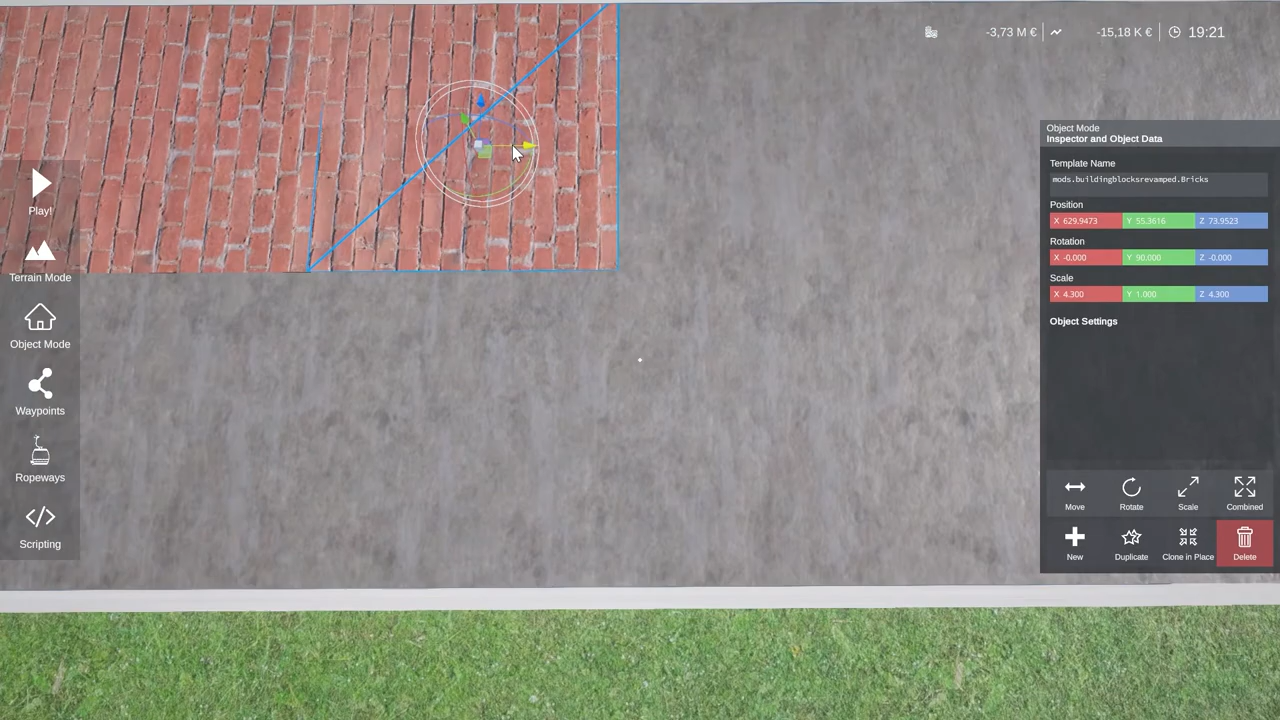 -3,73 M € -15,18 K € 19:21
Play!
Terrain Mode
Object Mode
Waypoints
Ropeways
Scripting
Object Mode
Inspector and Object Data
Template Name
mods.buildingblocksrevamped.Bricks
Position
X 629.9473 Y 55.3616 Z 73.9523
Rotation
X -0.000 Y 90.000 Z -0.000
Scale
X 4.300 Y 1.000 Z 4.300
Object Settings
Move Rotate Scale Combined
New Duplicate Clone in Place Delete